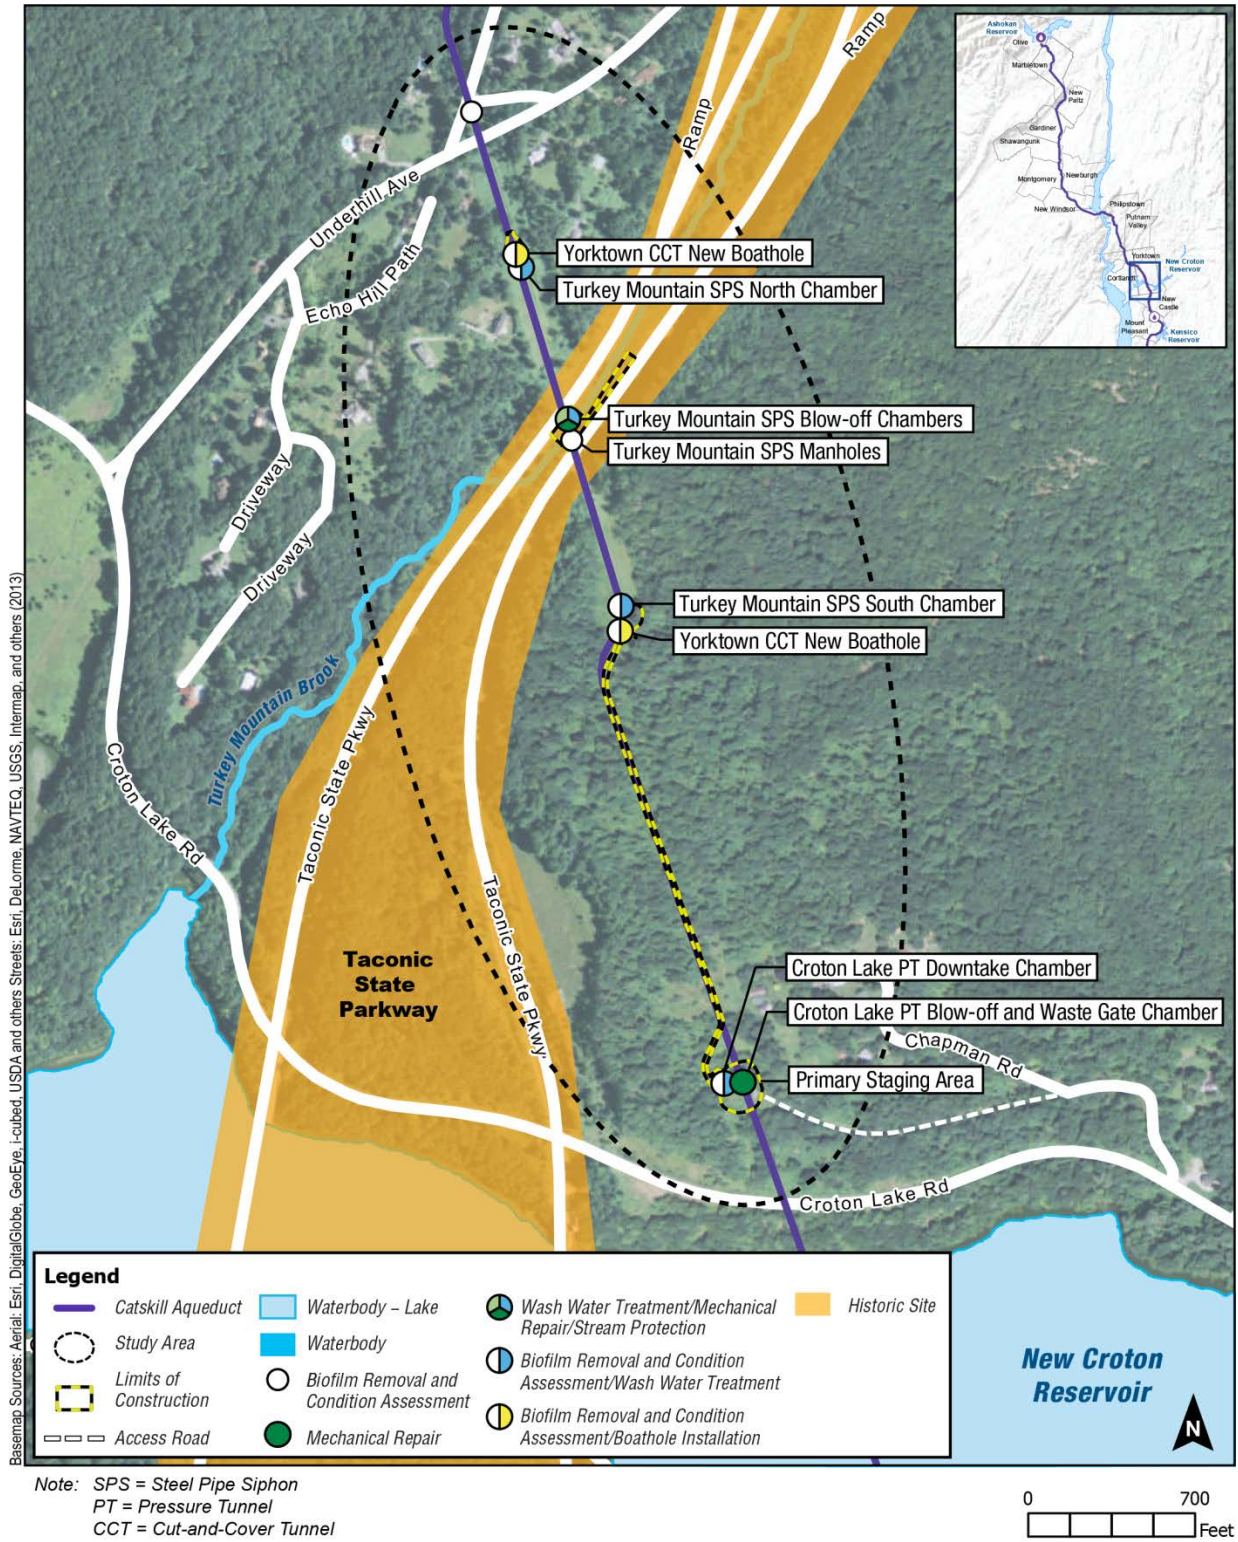 Ashokan
Reservoir
Olive
Marbletown
New
Paltz
Gardiner
Shawangunk
Montgomery
Newburgh
New Windsor
Philipstown
Putnam
Valley
Yorktown
New Croton
Reservoir
Cortlandt
New
Castle
Mount
Pleasant
Kensico
Reservoir
Ramp
Ramp
Underhill Ave
Echo Hill Path
Yorktown CCT New Boathole
Turkey Mountain SPS North Chamber
Turkey Mountain SPS Blow-off Chambers
Turkey Mountain SPS Manholes
Driveway
Driveway
Turkey Mountain SPS South Chamber
Yorktown CCT New Boathole
Turkey Mountain Brook
Croton Lake Rd
Taconic State Pkwy
Taconic State Pkwy
Taconic
State
Parkway
Croton Lake PT Downtake Chamber
Croton Lake PT Blow-off and Waste Gate Chamber
Chapman Rd
Primary Staging Area
Croton Lake Rd
New Croton
Reservoir
N
Legend
Catskill Aqueduct
Study Area
Limits of
Construction
Access Road
Waterbody – Lake
Waterbody
Biofilm Removal and
Condition Assessment
Mechanical Repair
Wash Water Treatment/Mechanical
Repair/Stream Protection
Biofilm Removal and Condition
Assessment/Wash Water Treatment
Biofilm Removal and Condition
Assessment/Boathole Installation
Historic Site
Basemap Sources: Aerial: Esri, DigitalGlobe, GeoEye, i-cubed, USDA and others Streets: Esri, DeLorme, NAVTEQ, USGS, Intermap, and others (2013)
Note: SPS = Steel Pipe Siphon
PT = Pressure Tunnel
CCT = Cut-and-Cover Tunnel
0 700
Feet